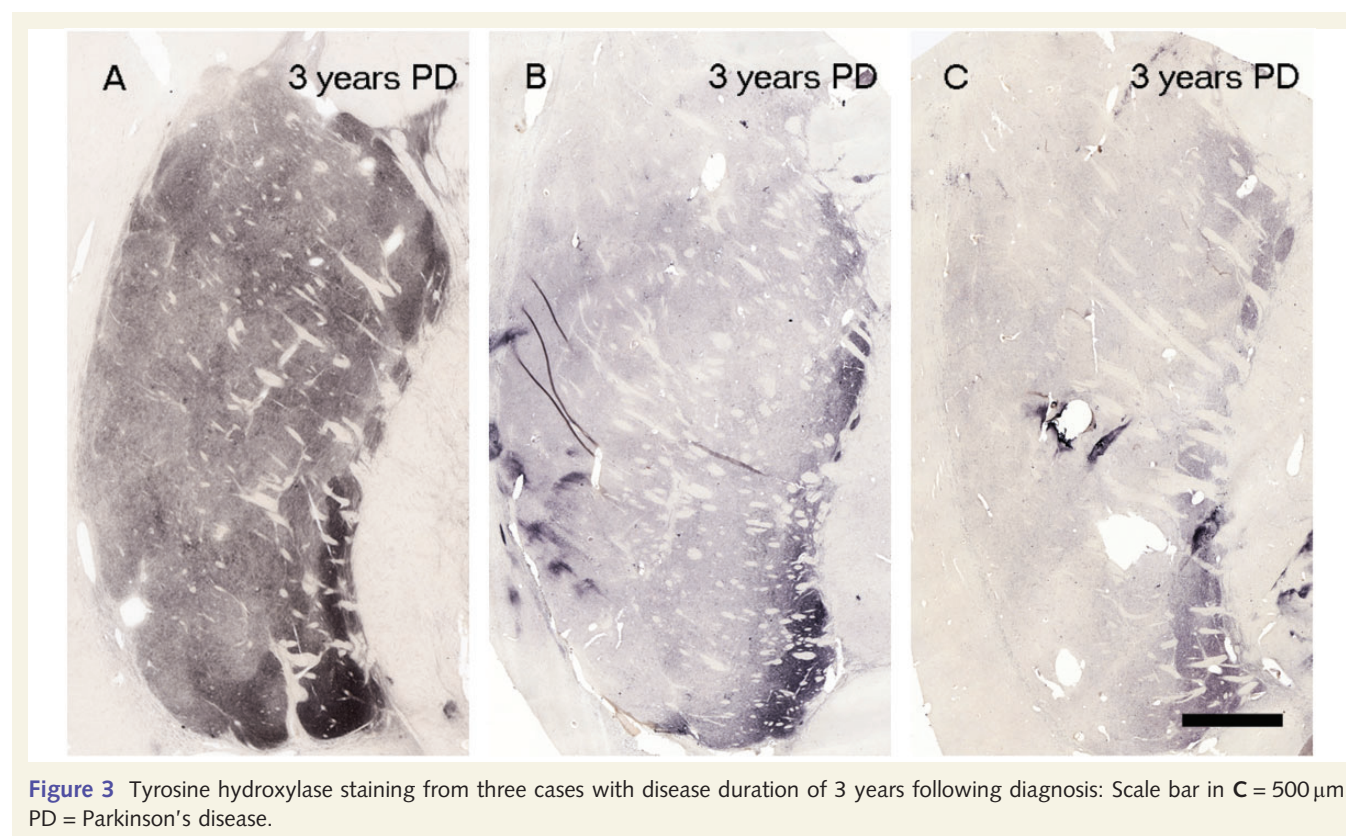 A 3 years PD B 3 years PD C 3 years PD
Figure 3 Tyrosine hydroxylase staining from three cases with disease duration of 3 years following diagnosis: Scale bar in C = 500 μm
PD = Parkinson's disease.